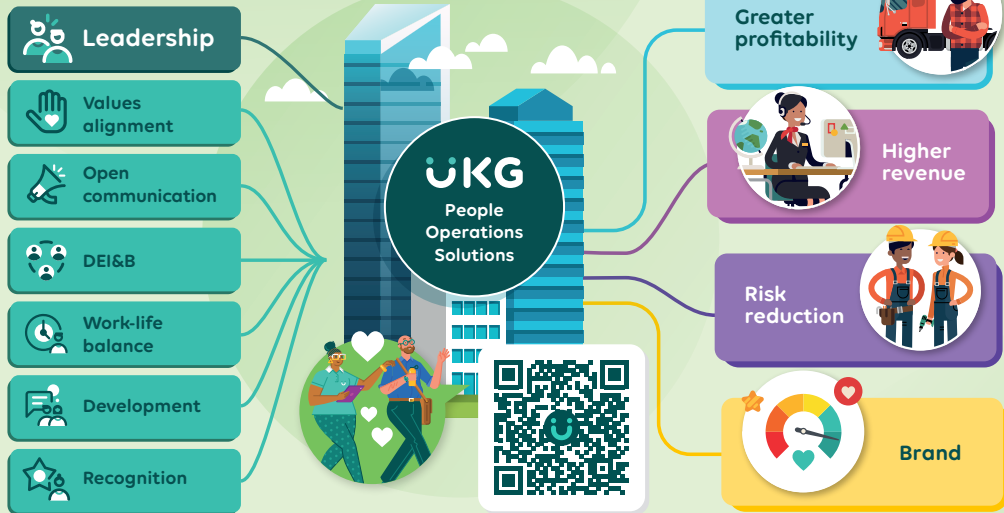 Leadership
Values
alignment
Open
communication
DEI&B
Work-life
balance
Development
Recognition
UKG
People
Operations
Solutions
Greater
profitability
Higher
revenue
Risk
reduction
Brand